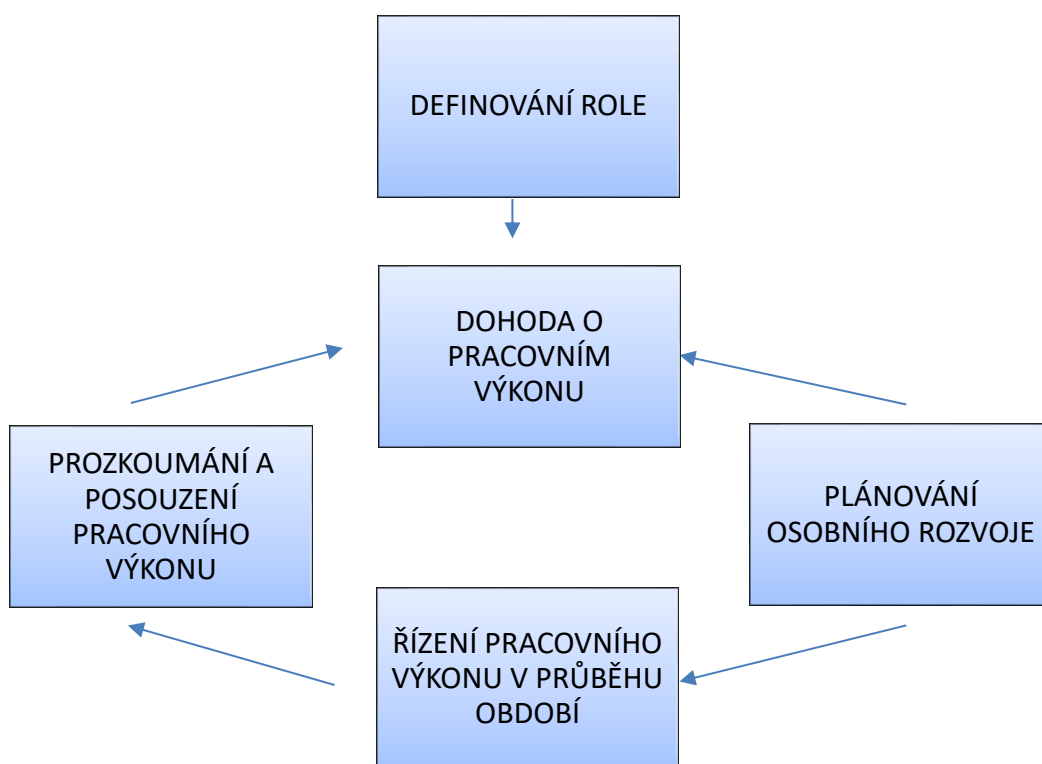 DEFINOVÁNÍ ROLE
DOHODA O
PRACOVNÍM
VÝKONU
PROZKOUMÁNÍ A
POSOUZENÍ
PRACOVNÍHO
VÝKONU
PLÁNOVÁNÍ
OSOBNÍHO ROZVOJE
ŘÍZENÍ PRACOVNÍHO
VÝKONU V PRŮBĚHU
OBDOBÍ